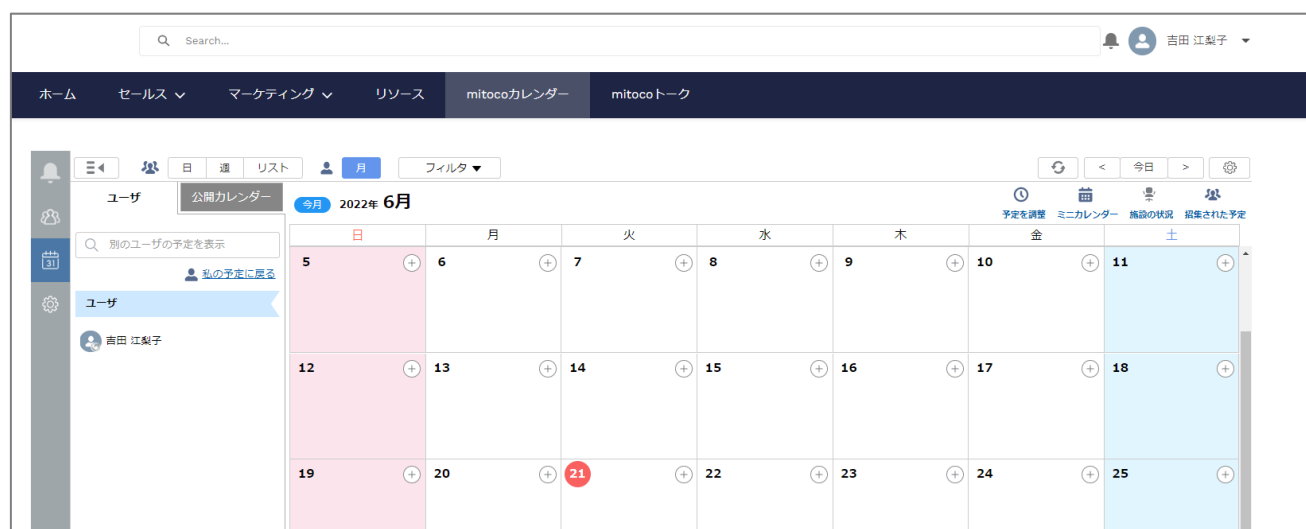 Search...
吉田 江梨子
ホーム セールス マーケティング リソース mitocoカレンダー mitocoトーク
日 週 リスト 月 フィルタ▼ < 今日 >
ユーザ 公開カレンダー 今月 2022年 6月
予定を調整 ミニカレンダー 施設の状況 招集された予定
日 月 火 水 木 金 土
別のユーザの予定を表示
31
私の予定に戻る
5 6 7 8 9 10 11
ユーザ
吉田 江梨子
12 13 14 15 16 17 18
19 20 21 22 23 24 25